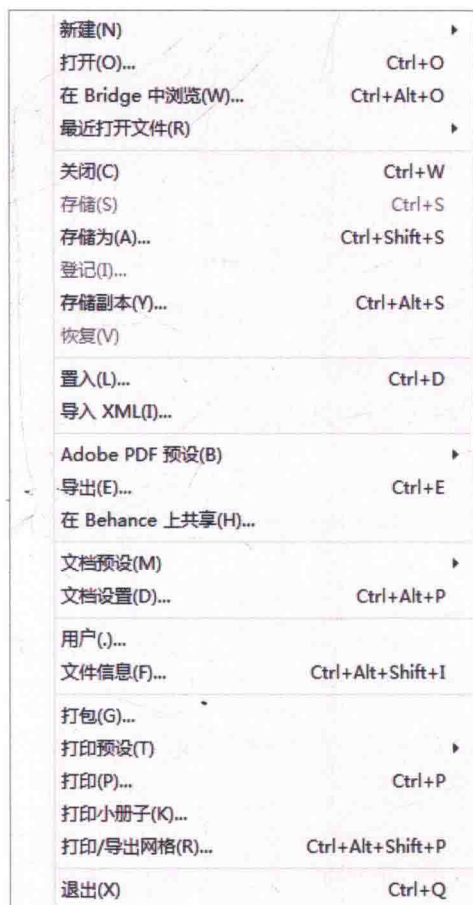 新建(N)
打开(O)... Ctrl+O
在 Bridge 中浏览(W)... Ctrl+Alt+O
最近打开文件(R)
关闭(C) Ctrl+W
存储(S) Ctrl+S
存储为(A)... Ctrl+Shift+S
登记(I)...
存储副本(Y)... Ctrl+Alt+S
恢复(V)
置入(L)... Ctrl+D
导入 XML(I)...
Adobe PDF 预设(B)
导出(E)... Ctrl+E
在 Behance 上共享(H)...
文档预设(M)
文档设置(D)... Ctrl+Alt+P
用户(.)...
文件信息(F)... Ctrl+Alt+Shift+I
打包(G)...
打印预设(T)
打印(P)... Ctrl+P
打印小册子(K)...
打印/导出网格(R)... Ctrl+Alt+Shift+P
退出(X) Ctrl+Q